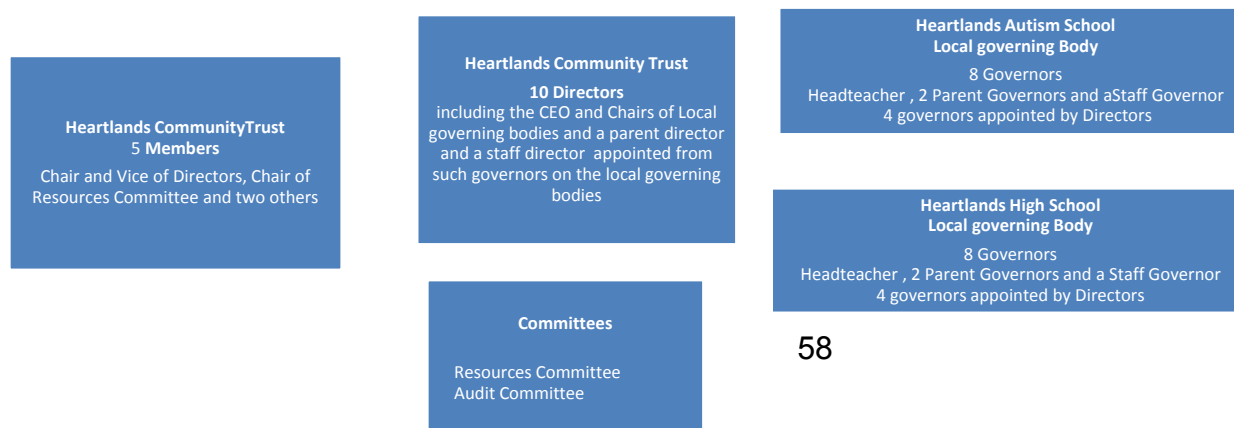 Heartlands CommunityTrust
5 Members
Chair and Vice of Directors, Chair of
Resources Committee and two others
Heartlands Community Trust
10 Directors
including the CEO and Chairs of Local
governing bodies and a parent director
and a staff director appointed from
such governors on the local governing
bodies
Committees
Resources Committee
Audit Committee
Heartlands Autism School
Local governing Body
8 Governors
Headteacher , 2 Parent Governors and aStaff Governor
4 governors appointed by Directors
Heartlands High School
Local governing Body
8 Governors
Headteacher , 2 Parent Governors and a Staff Governor
4 governors appointed by Directors
58